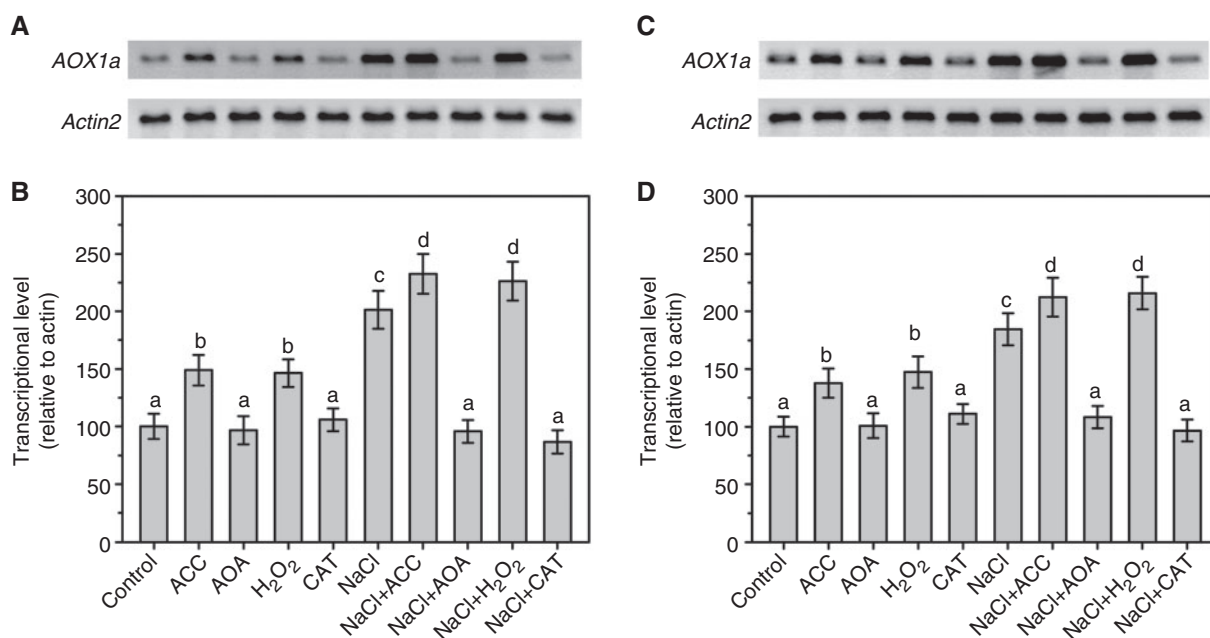 A
AOX1a
Actin2
B
Transcriptional level
(relative to actin)
300
250
200
150
100
50
0
a
b
a
b
a
c
d
a
d
a
Control
ACC
AOA
H₂O₂
CAT
NaCl
NaCl+ACC
NaCl+AOA
NaCl+H₂O₂
NaCl+CAT
C
AOX1a
Actin2
D
Transcriptional level
(relative to actin)
300
250
200
150
100
50
0
a
b
a
b
a
c
d
a
d
a
Control
ACC
AOA
H₂O₂
CAT
NaCl
NaCl+ACC
NaCl+AOA
NaCl+H₂O₂
NaCl+CAT